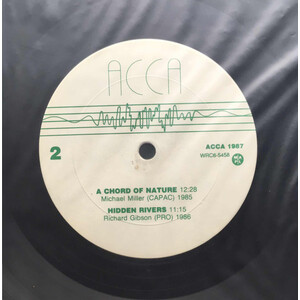 ACCA
2
ACCA 1987
WRC8-5458
A CHORD OF NATURE 12:28
Michael Miller (CAPAC) 1985
HIDDEN RIVERS 11:15
Richard Gibson (PRO) 1986